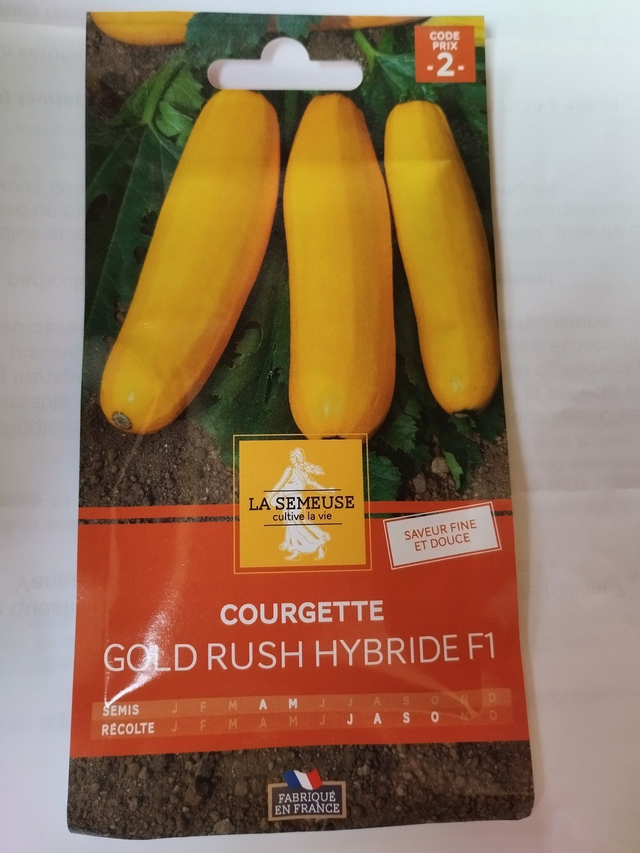 CODE
PRIX
-2-
LA SEMEUSE
cultive la vie
SAVEUR FINE
ET DOUCE
COURGETTE
GOLD RUSH HYBRIDE F1
SEMIS J F M A M J J A S O N D
RÉCOLTE J F M A M J J A S O N D
FABRIQUÉ
EN FRANCE